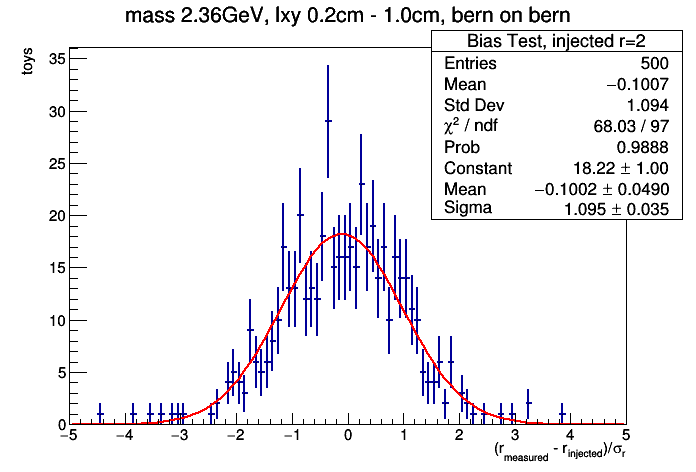 mass 2.36GeV, lxy 0.2cm - 1.0cm, bern on bern
Bias Test, injected r=2
Entries 500
Mean −0.1007
Std Dev 1.094
χ² / ndf 68.03 / 97
Prob 0.9888
Constant 18.22 ± 1.00
Mean −0.1002 ± 0.0490
Sigma 1.095 ± 0.035
toys
35
30
25
20
15
10
5
0
−5 −4 −3 −2 −1 0 1 2 3 4 5
(r_measured - r_injected)/σ_r